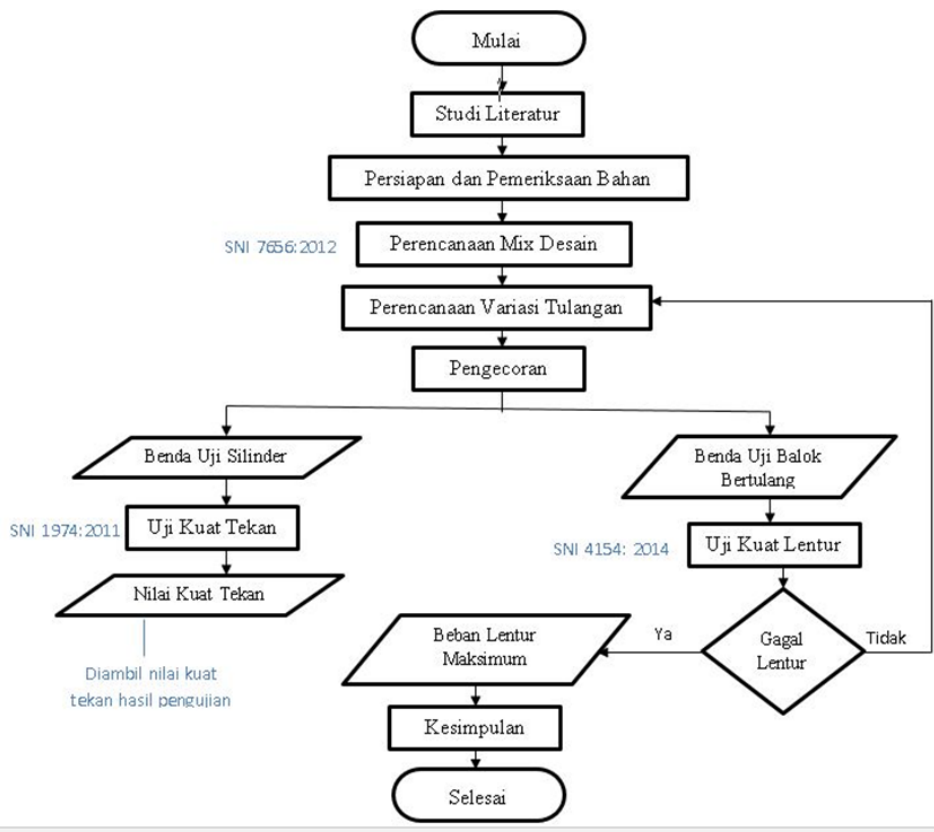 Mulai
Studi Literatur
Persiapan dan Pemeriksaan Bahan
SNI 7656:2012
Perencanaan Mix Desain
Perencanaan Variasi Tulangan
Pengecoran
Benda Uji Silinder
Benda Uji Balok
Bertulang
SNI 1974:2011
Uji Kuat Tekan
SNI 4154: 2014
Uji Kuat Lentur
Nilai Kuat Tekan
Beban Lentur
Maksimum
Ya
Gagal
Lentur
Tidak
Diambil nilai kuat
tekan hasil pengujian
Kesimpulan
Selesai